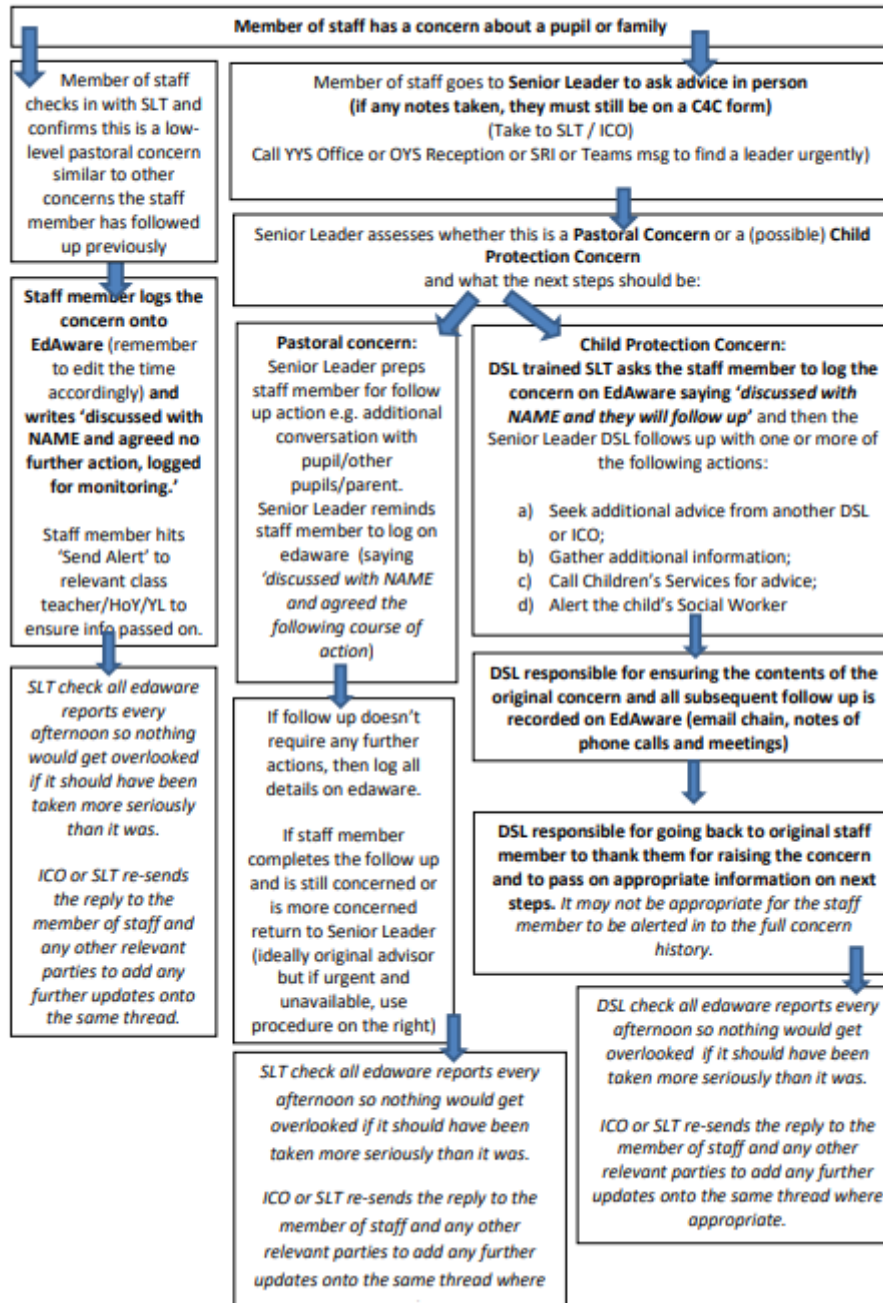 Member of staff has a concern about a pupil or family
Member of staff
checks in with SLT and
confirms this is a low-
level pastoral concern
similar to other
concerns the staff
member has followed
up previously
Member of staff goes to Senior Leader to ask advice in person
(if any notes taken, they must still be on a C4C form)
(Take to SLT / ICO)
Call YYS Office or OYS Reception or SRI or Teams msg to find a leader urgently)
Senior Leader assesses whether this is a Pastoral Concern or a (possible) Child
Protection Concern
and what the next steps should be:
Staff member logs the
concern onto
EdAware (remember
to edit the time
accordingly) and
writes ‘discussed with
NAME and agreed no
further action, logged
for monitoring.’
Staff member hits
‘Send Alert’ to
relevant class
teacher/HoY/YL to
ensure info passed on.
Pastoral concern:
Senior Leader preps
staff member for follow
up action e.g. additional
conversation with
pupil/other
pupils/parent.
Senior Leader reminds
staff member to log on
edaware (saying
‘discussed with NAME
and agreed the
following course of
action)
Child Protection Concern:
DSL trained SLT asks the staff member to log the
concern on EdAware saying ‘discussed with
NAME and they will follow up’ and then the
Senior Leader DSL follows up with one or more of
the following actions:
a) Seek additional advice from another DSL
or ICO;
b) Gather additional information;
c) Call Children’s Services for advice;
d) Alert the child’s Social Worker
SLT check all edaware
reports every
afternoon so nothing
would get overlooked
if it should have been
taken more seriously
than it was.
ICO or SLT re-sends
the reply to the
member of staff and
any other relevant
parties to add any
further updates onto
the same thread.
If follow up doesn’t
require any further
actions, then log all
details on edaware.
If staff member
completes the follow up
and is still concerned or
is more concerned
return to Senior Leader
(ideally original advisor
but if urgent and
unavailable, use
procedure on the right)
DSL responsible for ensuring the contents of the
original concern and all subsequent follow up
is recorded on EdAware (email chain, notes of
phone calls and meetings)
DSL responsible for going back to original staff
member to thank them for raising the concern
and to pass on appropriate information on next
steps. It may not be appropriate for the staff
member to be alerted in to the full concern
history.
SLT check all edaware reports every
afternoon so nothing would get
overlooked if it should have been
taken more seriously than it was.
ICO or SLT re-sends the reply to the
member of staff and any other
relevant parties to add any further
updates onto the same thread where
DSL check all edaware reports every
afternoon so nothing would get
overlooked if it should have been
taken more seriously than it was.
ICO or SLT re-sends the reply to the
member of staff and any other
relevant parties to add any further
updates onto the same thread where
appropriate.